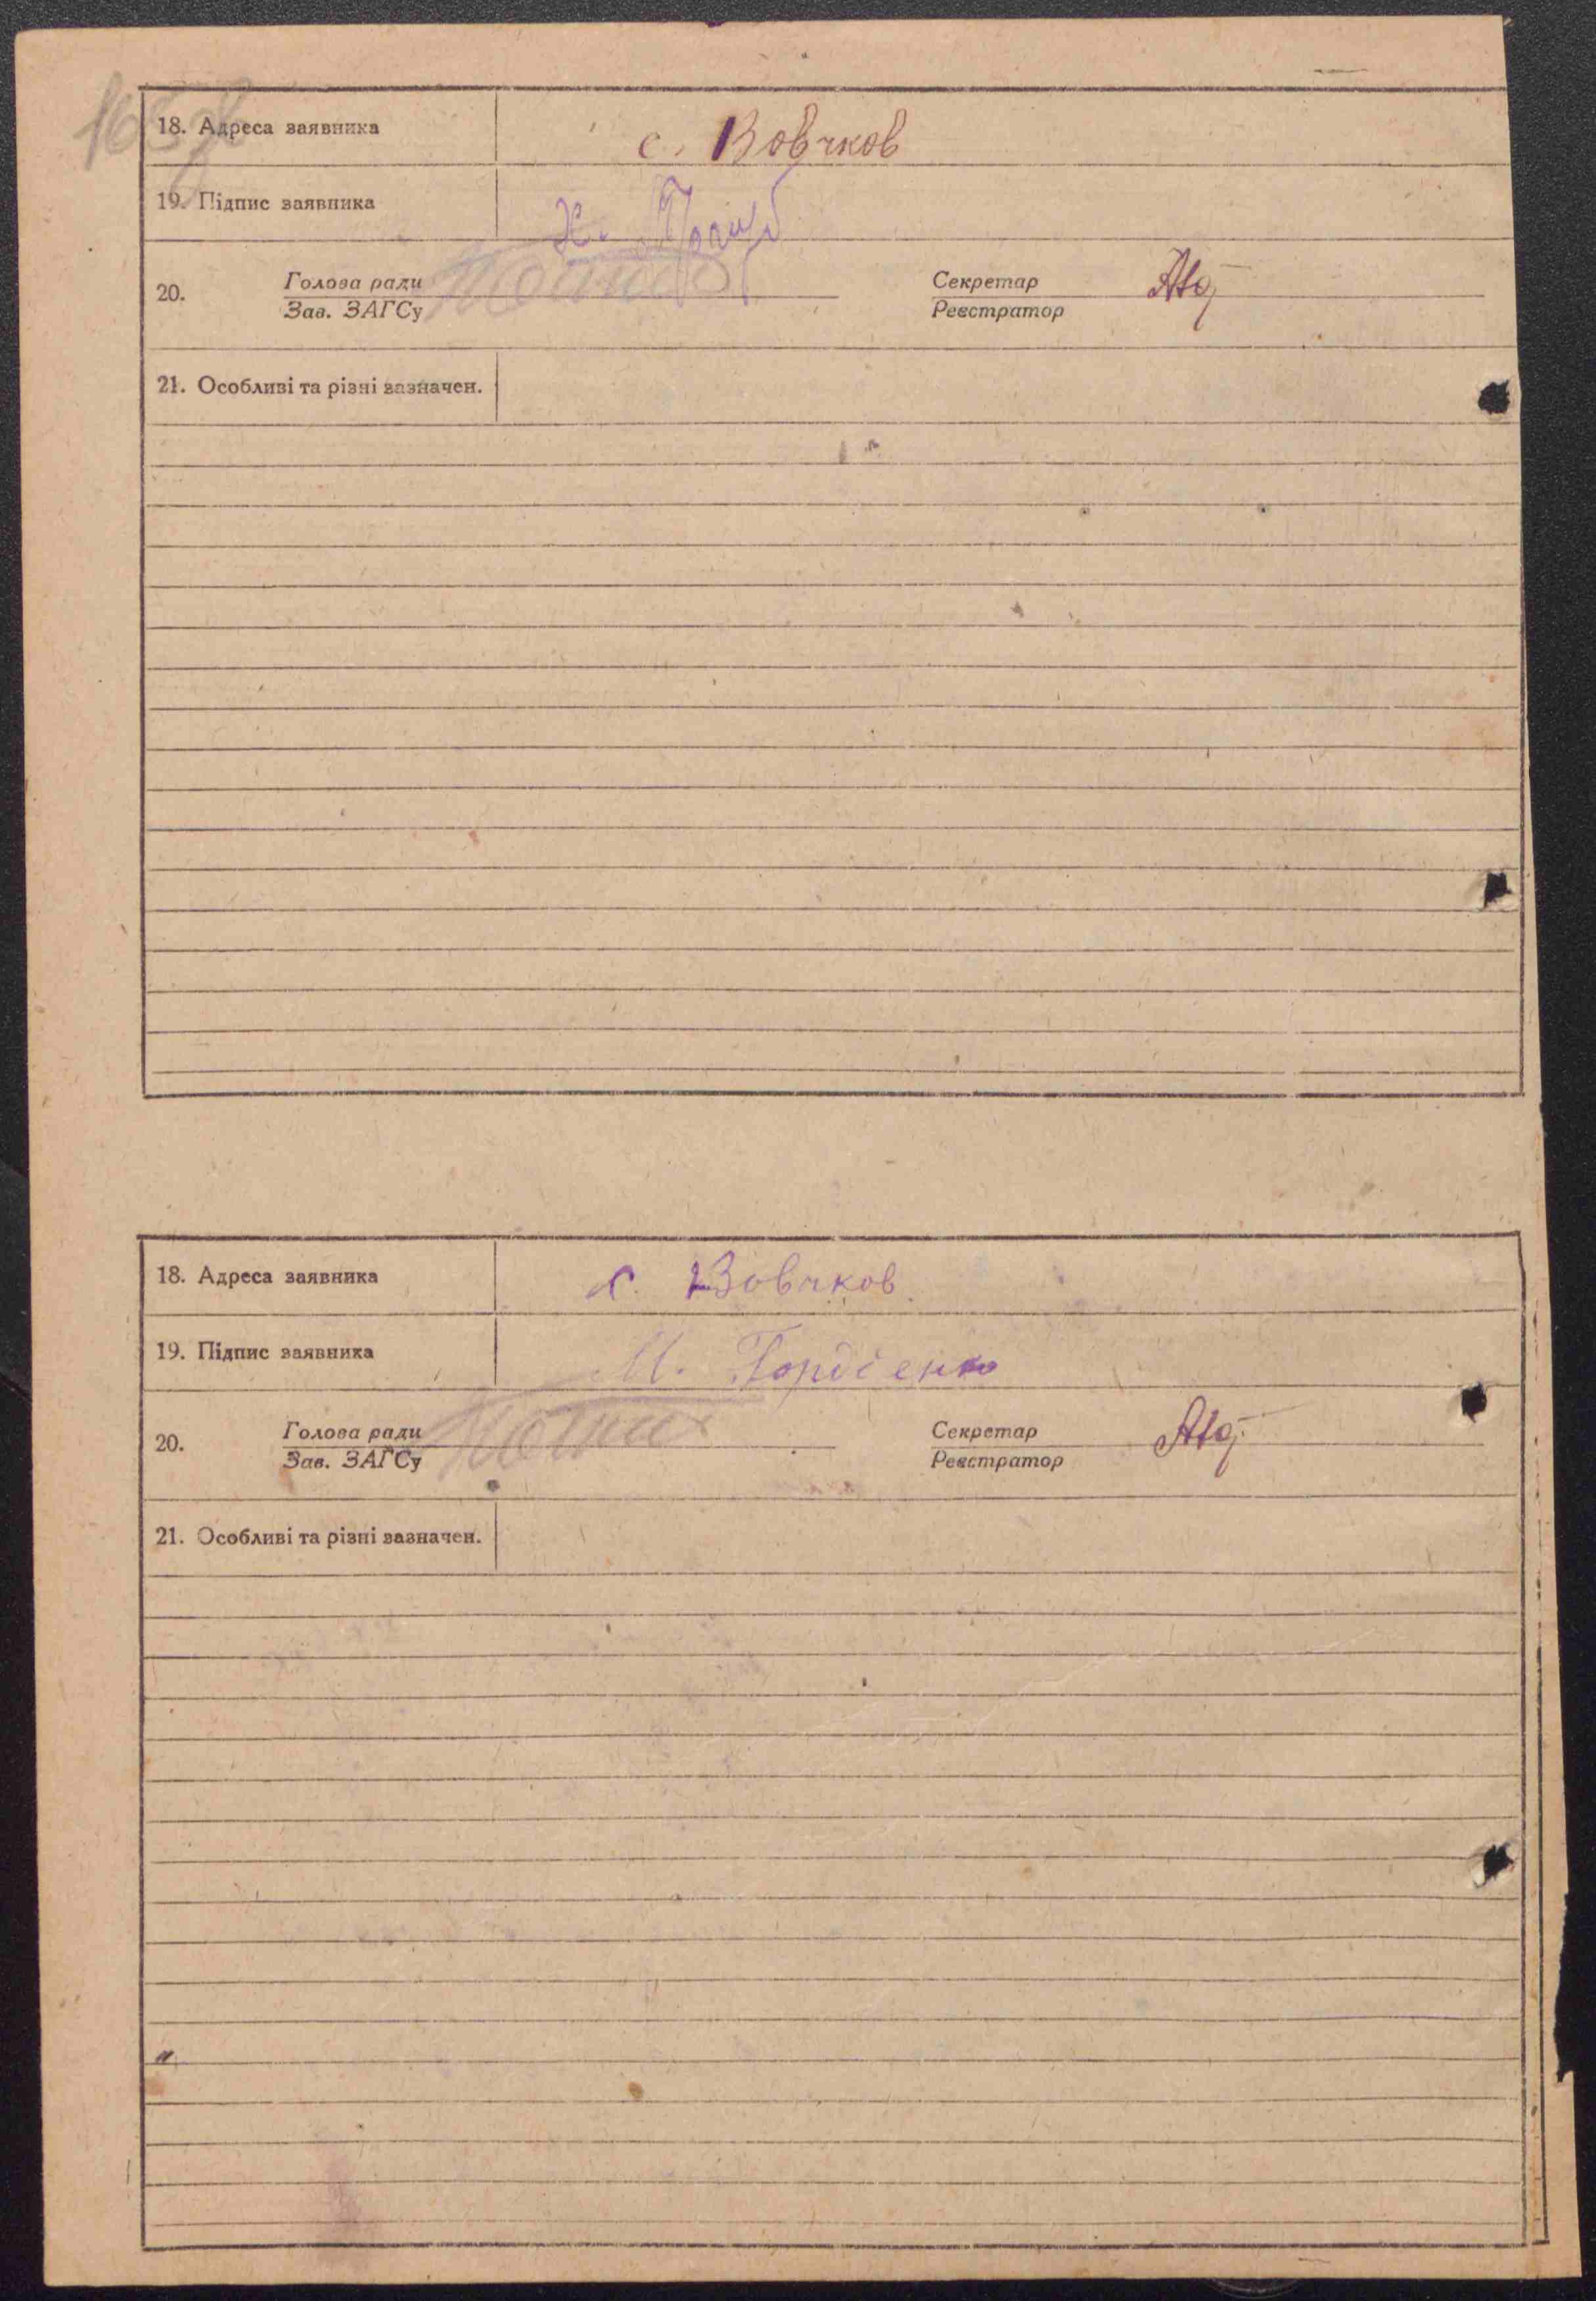 18. Адреса заявника с. Вовчков
19. Підпис заявника
20. Голова ради Секретар
Зав. ЗАГСу Реєстратор
21. Особливі та різні зазначен.
18. Адреса заявника с. Вовчков
19. Підпис заявника М. Гордіенко
20. Голова ради Секретар
Зав. ЗАГСу Реєстратор
21. Особливі та різні зазначен.